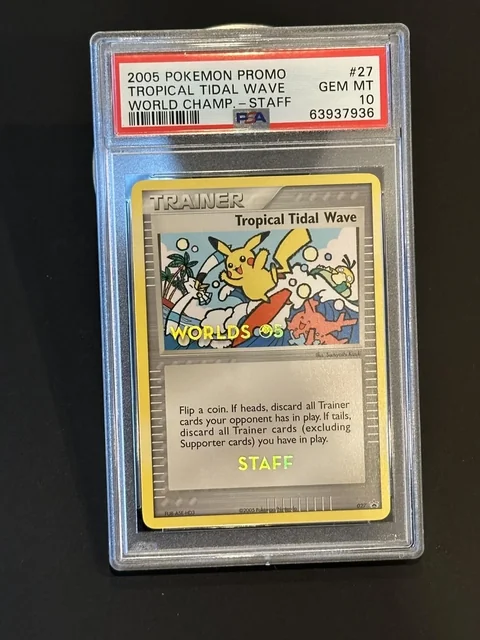 2005 POKEMON PROMO #27
TROPICAL TIDAL WAVE GEM MT
WORLD CHAMP.-STAFF 10
PSA 63937936
TRAINER
Tropical Tidal Wave
WORLDS 05
Flip a coin. If heads, discard all Trainer
cards your opponent has in play. If tails,
discard all Trainer cards (excluding
Supporter cards) you have in play.
STAFF
©2005 Pokémon